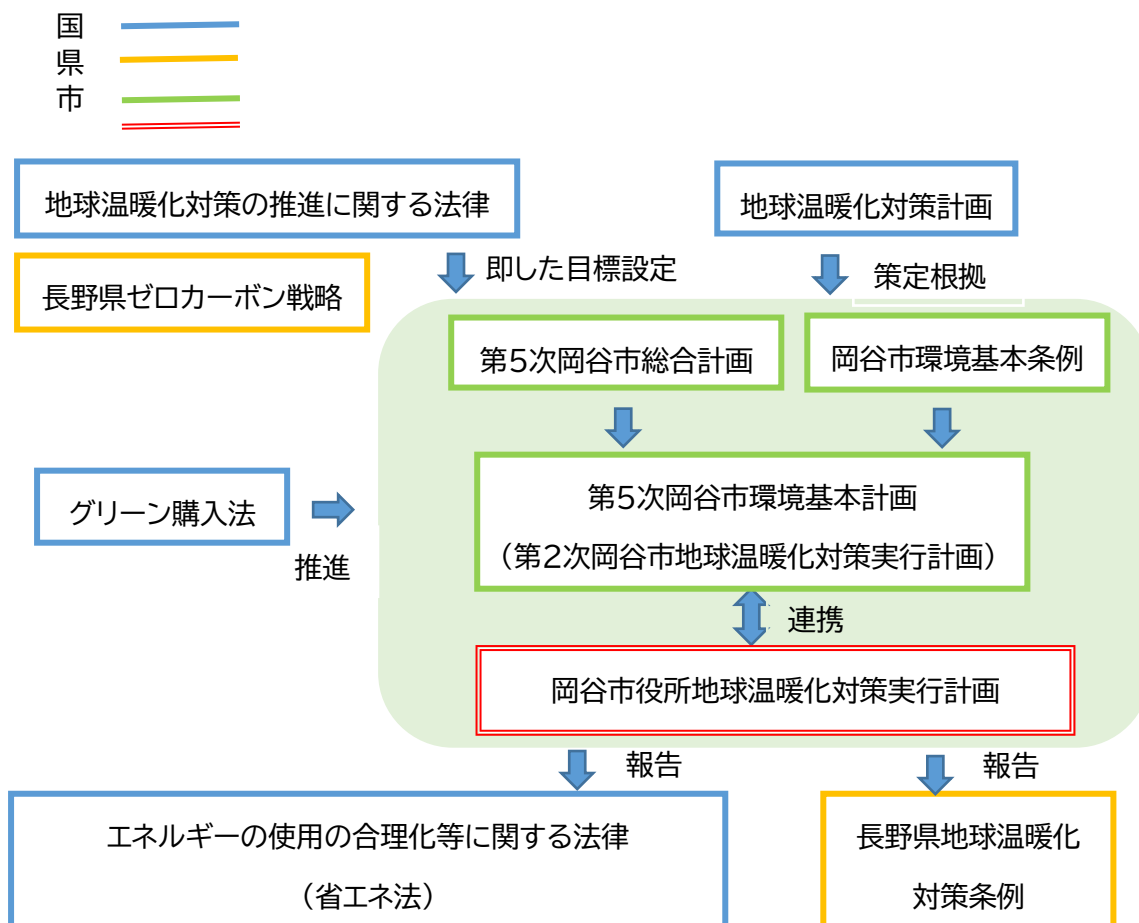 国
県
市
地球温暖化対策の推進に関する法律
地球温暖化対策計画
即した目標設定
策定根拠
長野県ゼロカーボン戦略
第5次岡谷市総合計画
岡谷市環境基本条例
グリーン購入法
推進
第5次岡谷市環境基本計画
（第2次岡谷市地球温暖化対策実行計画）
連携
岡谷市役所地球温暖化対策実行計画
報告
報告
エネルギーの使用の合理化等に関する法律
（省エネ法）
長野県地球温暖化
対策条例